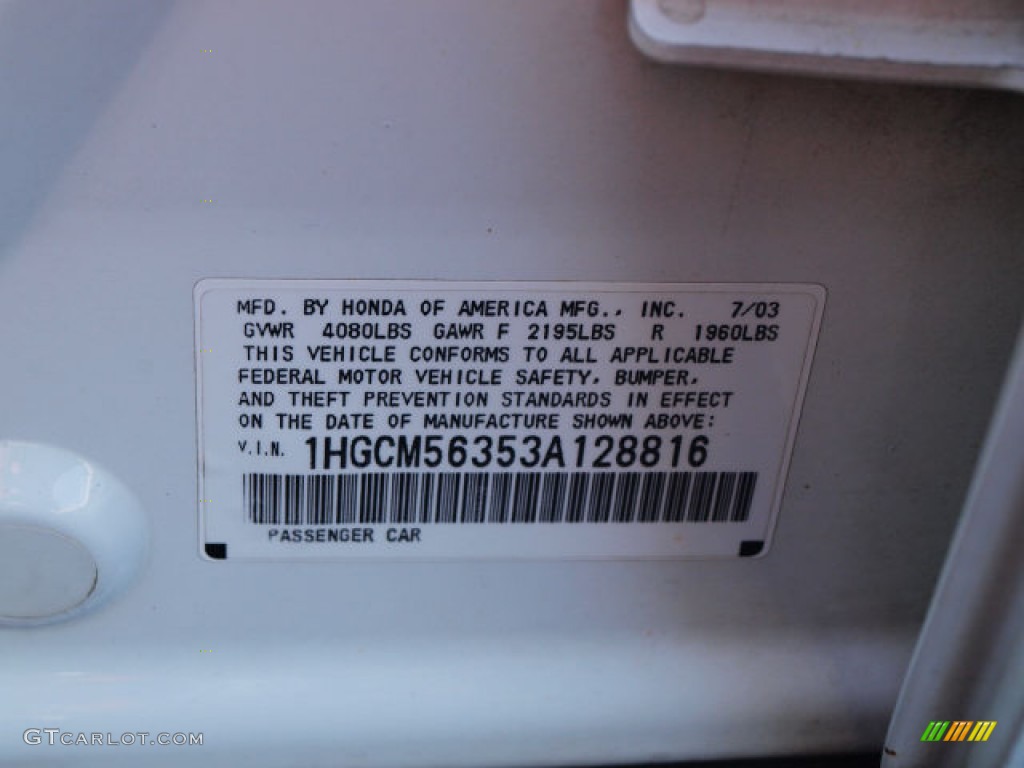 MFD. BY HONDA OF AMERICA MFG., INC. 7/03
GVWR 4080LBS GAWR F 2195LBS R 1960LBS
THIS VEHICLE CONFORMS TO ALL APPLICABLE
FEDERAL MOTOR VEHICLE SAFETY, BUMPER,
AND THEFT PREVENTION STANDARDS IN EFFECT
ON THE DATE OF MANUFACTURE SHOWN ABOVE:
V.I.N. 1HGCM56353A128816
PASSENGER CAR
GTCARLOT.COM